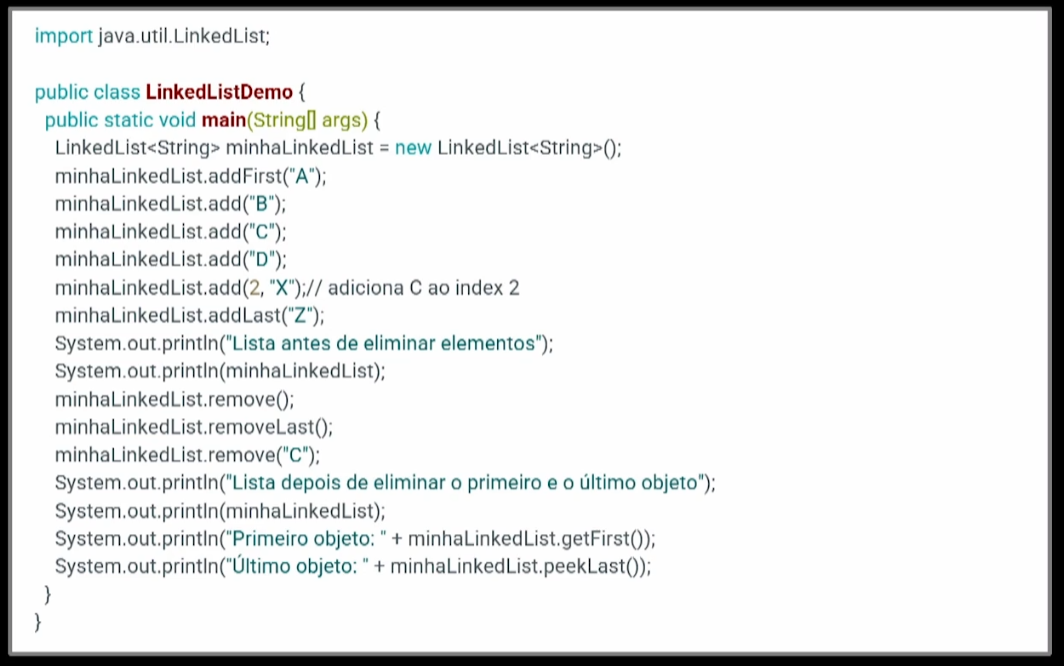 import java.util.LinkedList;
public class LinkedListDemo {
public static void main(String[] args) {
LinkedList<String> minhaLinkedList = new LinkedList<String>();
minhaLinkedList.addFirst("A");
minhaLinkedList.add("B");
minhaLinkedList.add("C");
minhaLinkedList.add("D");
minhaLinkedList.add(2, "X");// adiciona C ao index 2
minhaLinkedList.addLast("Z");
System.out.println("Lista antes de eliminar elementos");
System.out.println(minhaLinkedList);
minhaLinkedList.remove();
minhaLinkedList.removeLast();
minhaLinkedList.remove("C");
System.out.println("Lista depois de eliminar o primeiro e o último objeto");
System.out.println(minhaLinkedList);
System.out.println("Primeiro objeto: " + minhaLinkedList.getFirst());
System.out.println("Último objeto: " + minhaLinkedList.peekLast());
}
}